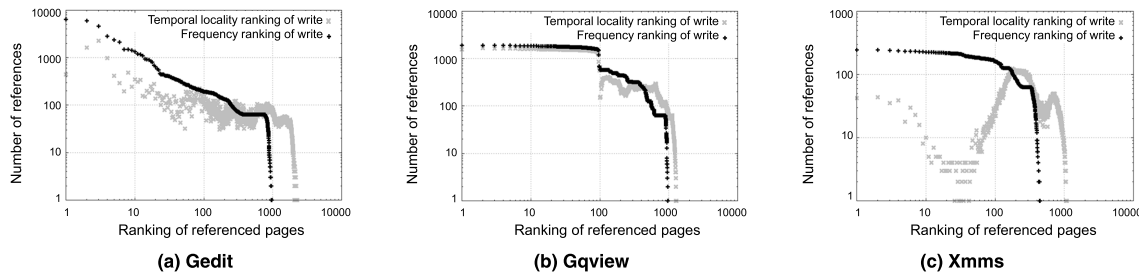 10000
1000
100
10
1
1
10
100
1000
10000
Number of references
Ranking of referenced pages
Temporal locality ranking of write
Frequency ranking of write
(a) Gedit
10000
1000
100
10
1
1
10
100
1000
10000
Number of references
Ranking of referenced pages
Temporal locality ranking of write
Frequency ranking of write
(b) Gqview
1000
100
10
1
1
10
100
1000
10000
Number of references
Ranking of referenced pages
Temporal locality ranking of write
Frequency ranking of write
(c) Xmms